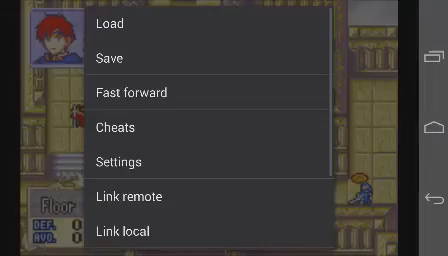 Load
Save
Fast forward
Cheats
Settings
Link remote
Link local
Floor
DEF. 0
AVO. 0